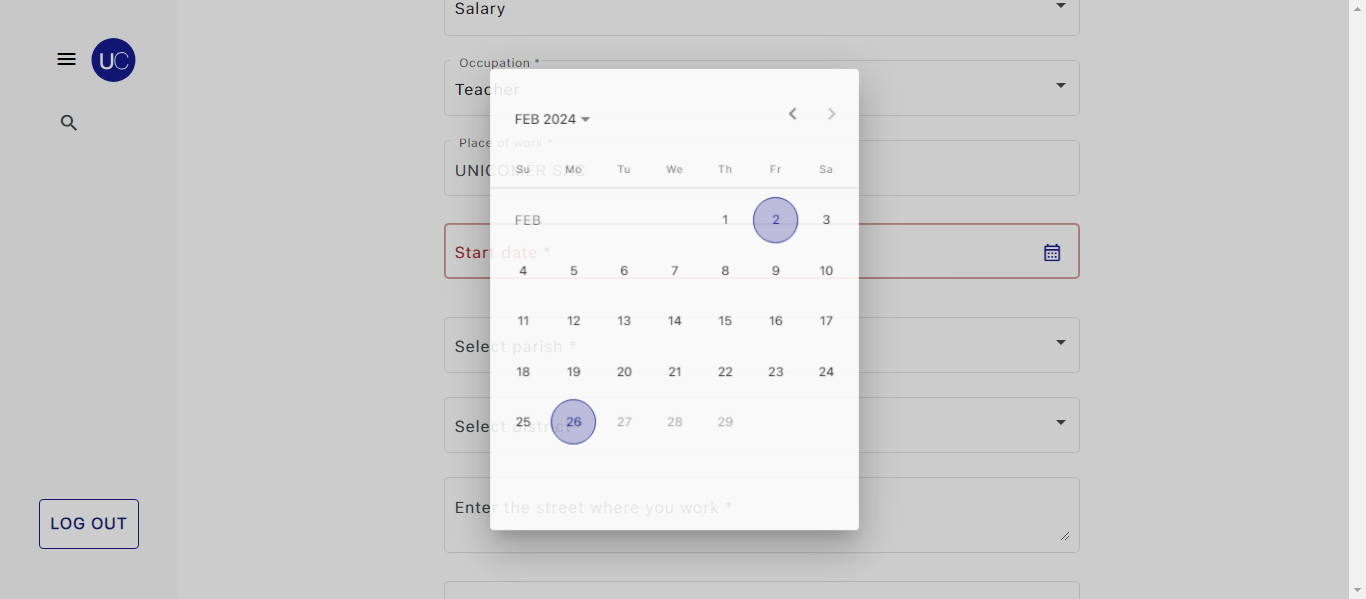 Salary
UC
Occupation *
Teacher
FEB 2024
Place of work *
UNICOMER SAC
Su Mo Tu We Th Fr Sa
FEB 1 2 3
Start date *
4 5 6 7 8 9 10
11 12 13 14 15 16 17
Select parish *
18 19 20 21 22 23 24
25 26 27 28 29
Select district *
Enter the street where you work *
LOG OUT